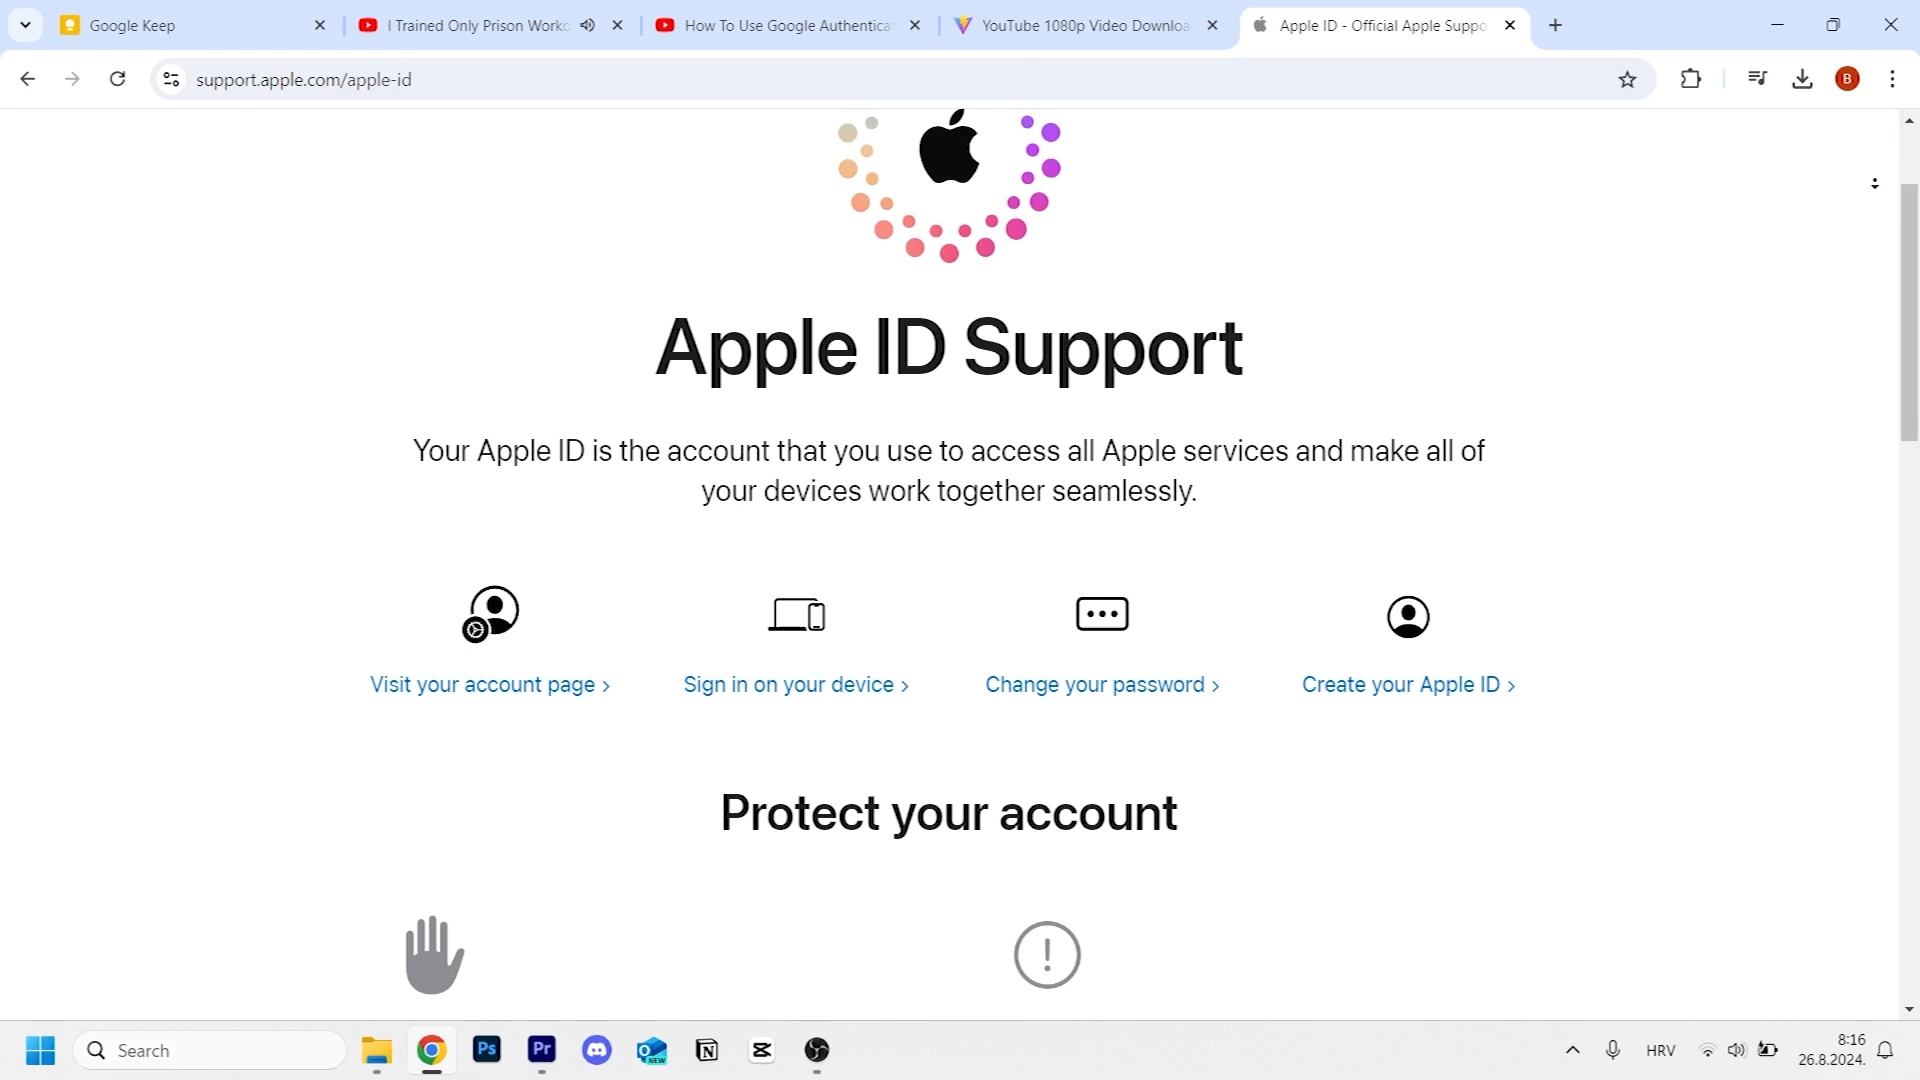 Google Keep
I Trained Only Prison Worko
How To Use Google Authentica
YouTube 1080p Video Downloa
Apple ID - Official Apple Suppo
support.apple.com/apple-id
B
Apple ID Support
Your Apple ID is the account that you use to access all Apple services and make all of
your devices work together seamlessly.
Visit your account page >
Sign in on your device >
Change your password >
Create your Apple ID >
Protect your account
Search
Ps
Pr
NEW
HRV
8:16
26.8.2024.